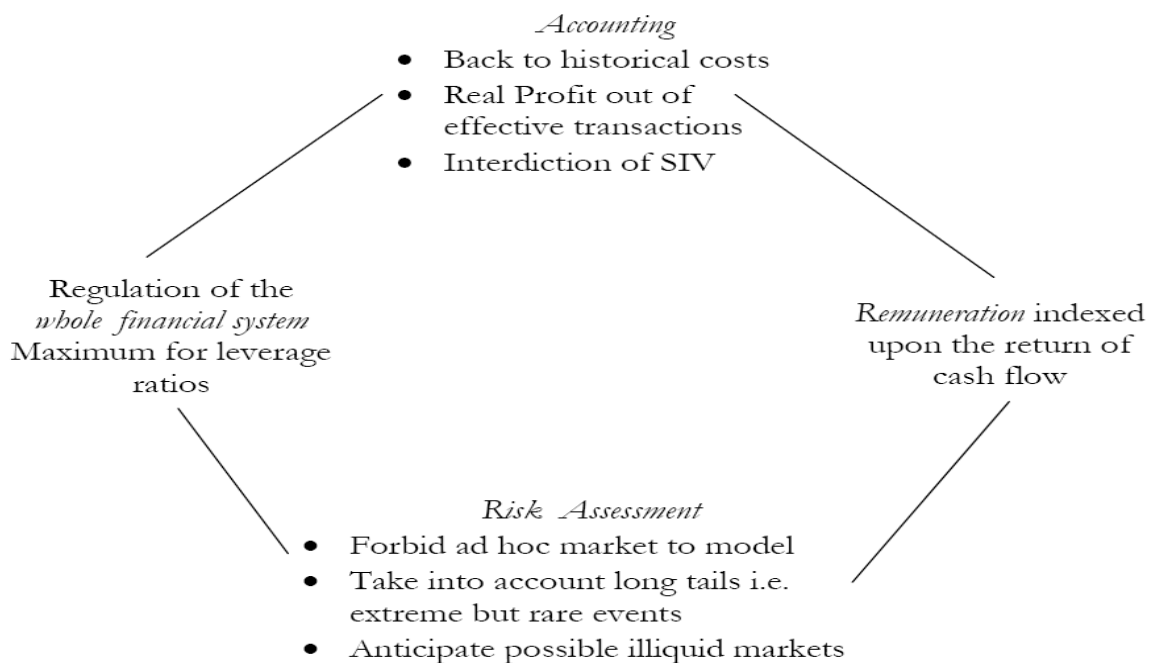 Accounting
• Back to historical costs
• Real Profit out of
effective transactions
• Interdiction of SIV
Regulation of the
whole financial system
Maximum for leverage
ratios
Remuneration indexed
upon the return of
cash flow
Risk Assessment
• Forbid ad hoc market to model
• Take into account long tails i.e.
extreme but rare events
• Anticipate possible illiquid markets